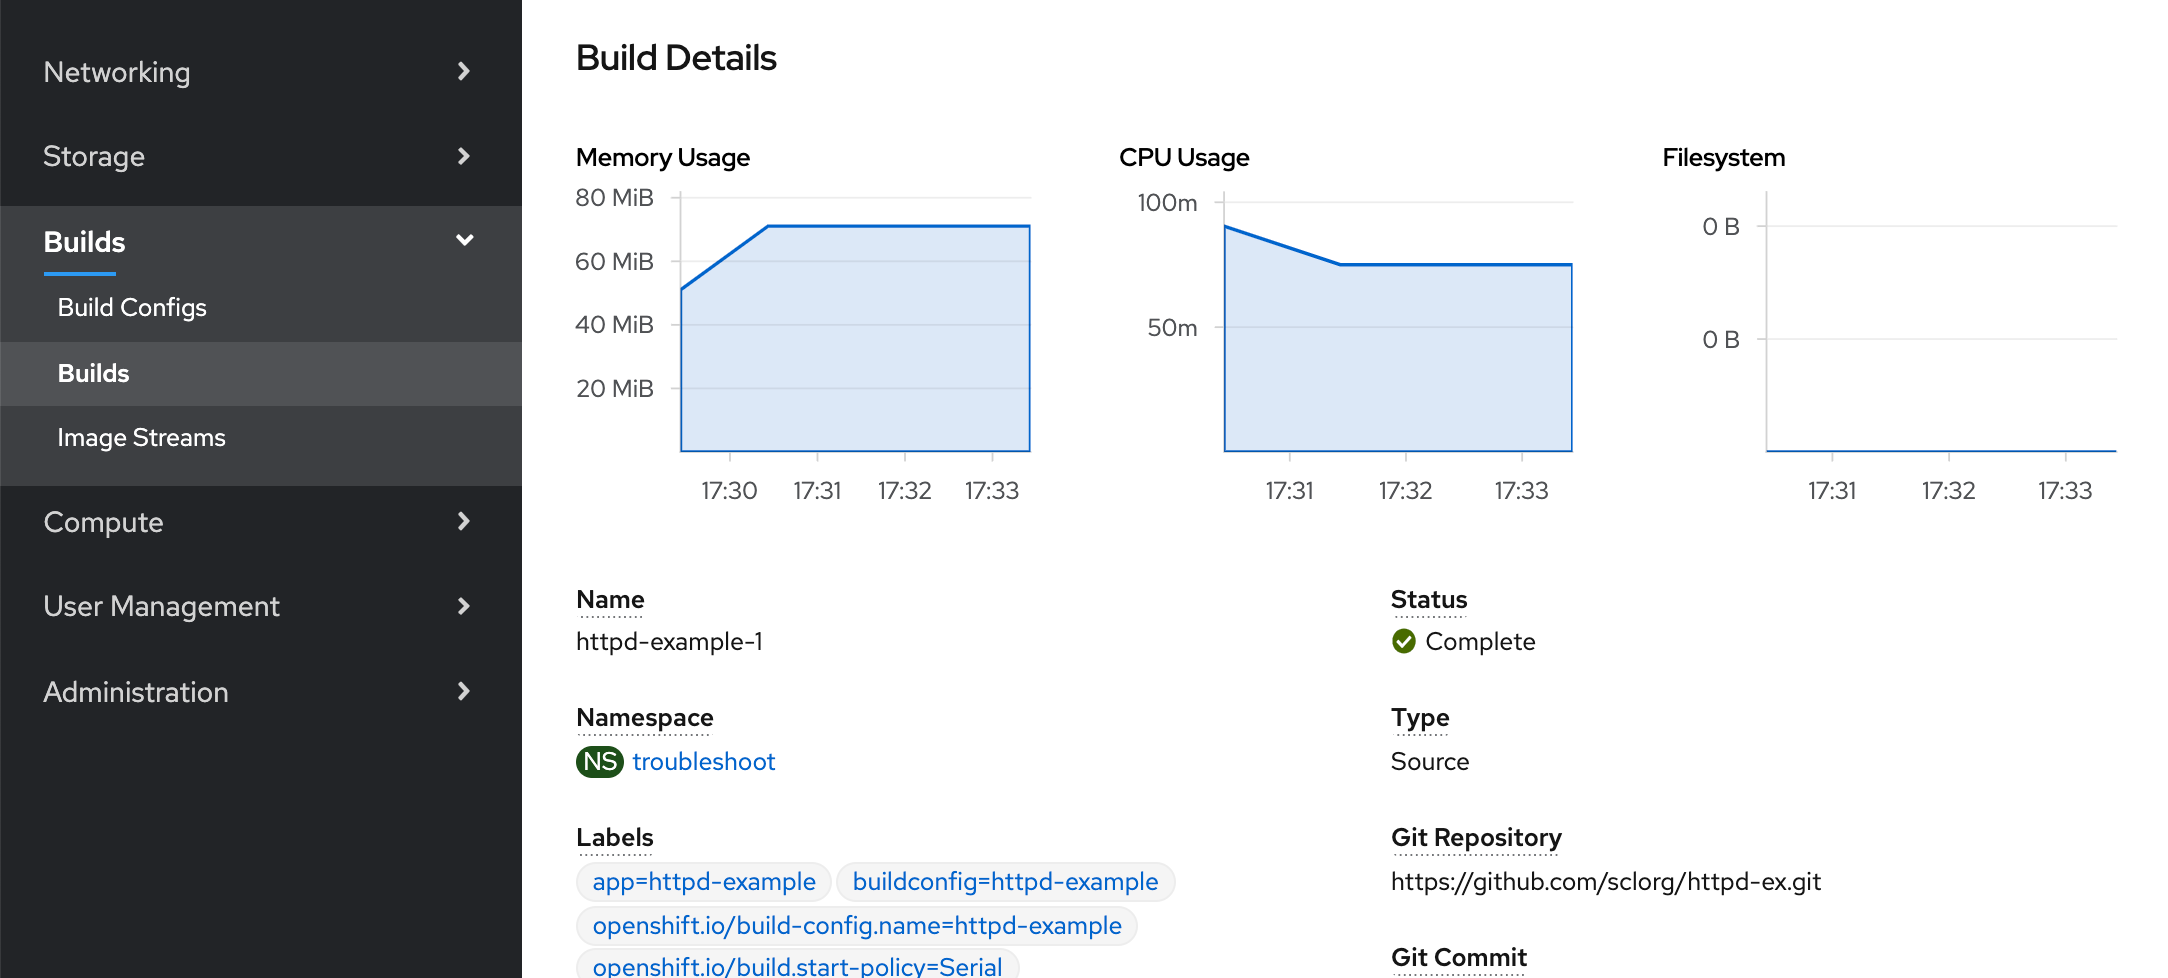 Networking
Storage
Builds
Build Configs
Builds
Image Streams
Compute
User Management
Administration
Build Details
Memory Usage
80 MiB
60 MiB
40 MiB
20 MiB
17:30 17:31 17:32 17:33
CPU Usage
100m
50m
17:31 17:32 17:33
Filesystem
0 B
0 B
17:31 17:32 17:33
Name
httpd-example-1
Namespace
NS troubleshoot
Labels
app=httpd-example buildconfig=httpd-example
openshift.io/build-config.name=httpd-example
openshift.io/build.start-policy=Serial
Status
Complete
Type
Source
Git Repository
https://github.com/sclorg/httpd-ex.git
Git Commit